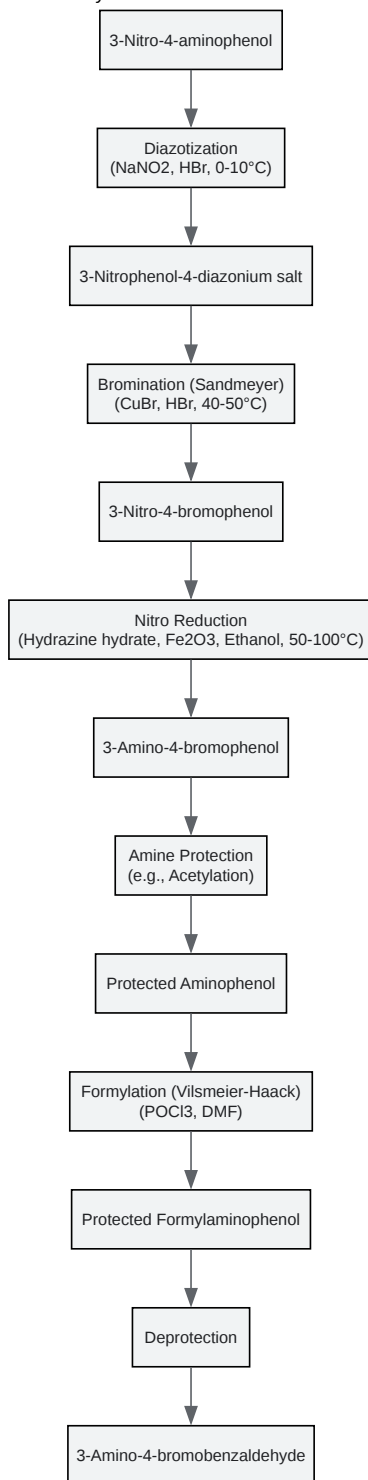 3-Nitro-4-aminophenol
Diazotization
(NaNO2, HBr, 0-10°C)
3-Nitrophenol-4-diazonium salt
Bromination (Sandmeyer)
(CuBr, HBr, 40-50°C)
3-Nitro-4-bromophenol
Nitro Reduction
(Hydrazine hydrate, Fe2O3, Ethanol, 50-100°C)
3-Amino-4-bromophenol
Amine Protection
(e.g., Acetylation)
Protected Aminophenol
Formylation (Vilsmeier-Haack)
(POCl3, DMF)
Protected Formylaminophenol
Deprotection
3-Amino-4-bromobenzaldehyde